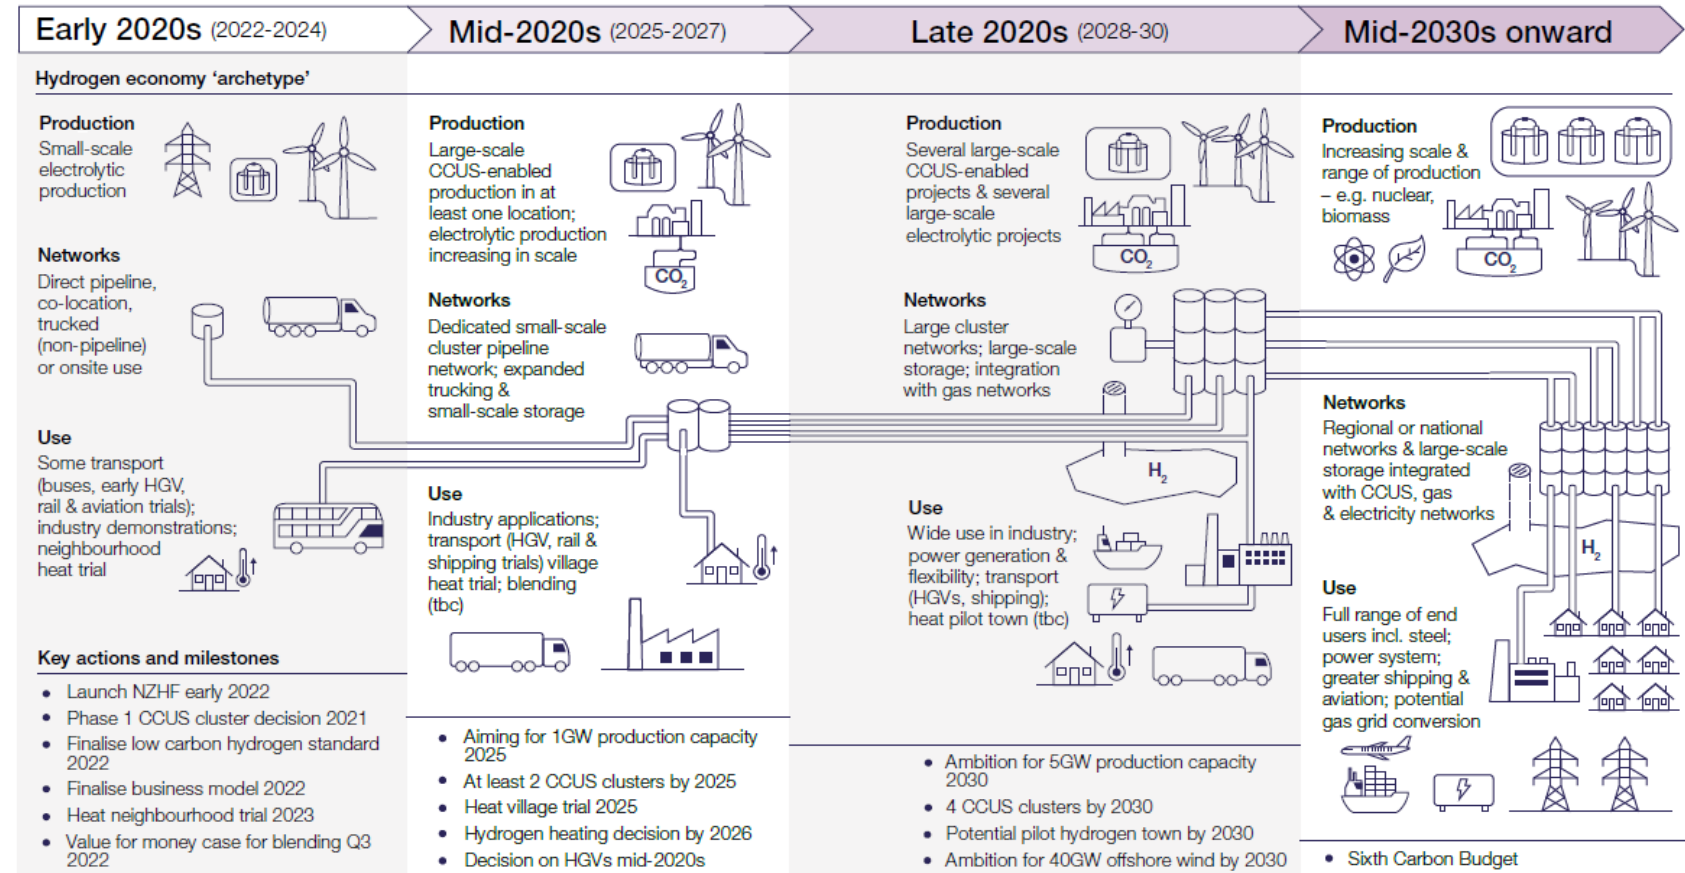 Early 2020s (2022-2024)
Mid-2020s (2025-2027)
Late 2020s (2028-30)
Mid-2030s onward
Hydrogen economy ‘archetype’
Production
Small-scale
electrolytic
production
Networks
Direct pipeline,
co-location,
trucked
(non-pipeline)
or onsite use
Use
Some transport
(buses, early HGV,
rail & aviation trials);
industry demonstrations;
neighbourhood
heat trial
Key actions and milestones
• Launch NZHF early 2022
• Phase 1 CCUS cluster decision 2021
• Finalise low carbon hydrogen standard
2022
• Finalise business model 2022
• Heat neighbourhood trial 2023
• Value for money case for blending Q3
2022
Production
Large-scale
CCUS-enabled
production in at
least one location;
electrolytic production
increasing in scale
CO2
Networks
Dedicated small-scale
cluster pipeline
network; expanded
trucking &
small-scale storage
Use
Industry applications;
transport (HGV, rail &
shipping trials) village
heat trial; blending
(tbc)
• Aiming for 1GW production capacity
2025
• At least 2 CCUS clusters by 2025
• Heat village trial 2025
• Hydrogen heating decision by 2026
• Decision on HGVs mid-2020s
Production
Several large-scale
CCUS-enabled
projects & several
large-scale
electrolytic projects
CO2
Networks
Large cluster
networks; large-scale
storage; integration
with gas networks
H2
Use
Wide use in industry;
power generation &
flexibility; transport
(HGVs, shipping);
heat pilot town (tbc)
• Ambition for 5GW production capacity
2030
• 4 CCUS clusters by 2030
• Potential pilot hydrogen town by 2030
• Ambition for 40GW offshore wind by 2030
Production
Increasing scale &
range of production
– e.g. nuclear,
biomass
CO2
Networks
Regional or national
networks & large-scale
storage integrated
with CCUS, gas
& electricity networks
H2
Use
Full range of end
users incl. steel;
power system;
greater shipping &
aviation; potential
gas grid conversion
• Sixth Carbon Budget